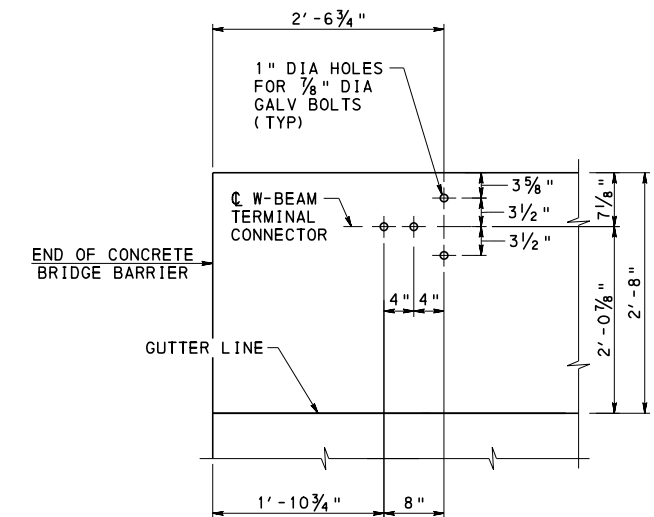 2'-6¾"
1" DIA HOLES
FOR ⅞" DIA
GALV BOLTS
(TYP)
3⅝"
3½"
3½"
7⅛"
2'-0⅞"
2'-8"
℄ W-BEAM
TERMINAL
CONNECTOR
END OF CONCRETE
BRIDGE BARRIER
4" 4"
GUTTER LINE
1'-10¾" 8"